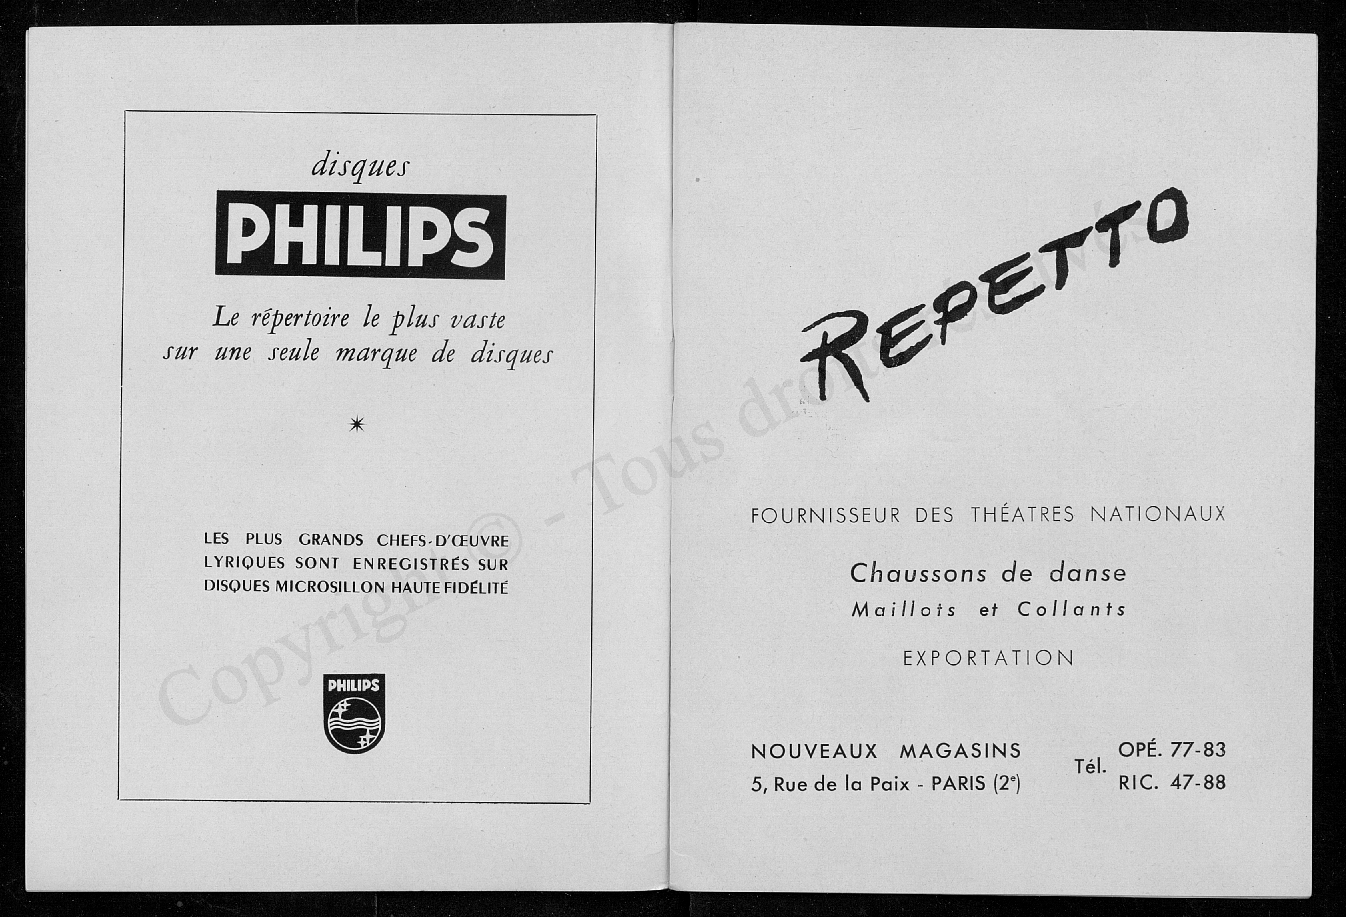 disques
PHILIPS
Le répertoire le plus vaste
sur une seule marque de disques
LES PLUS GRANDS CHEFS-D'ŒUVRE
LYRIQUES SONT ENREGISTRÉS SUR
DISQUES MICROSILLON HAUTE FIDÉLITÉ
PHILIPS
REPETTO
FOURNISSEUR DES THÉATRES NATIONAUX
Chaussons de danse
Maillots et Collants
EXPORTATION
NOUVEAUX MAGASINS
5, Rue de la Paix - PARIS (2e)
Tél.
OPÉ. 77-83
RIC. 47-88
Copyright © - Tous droits réservés